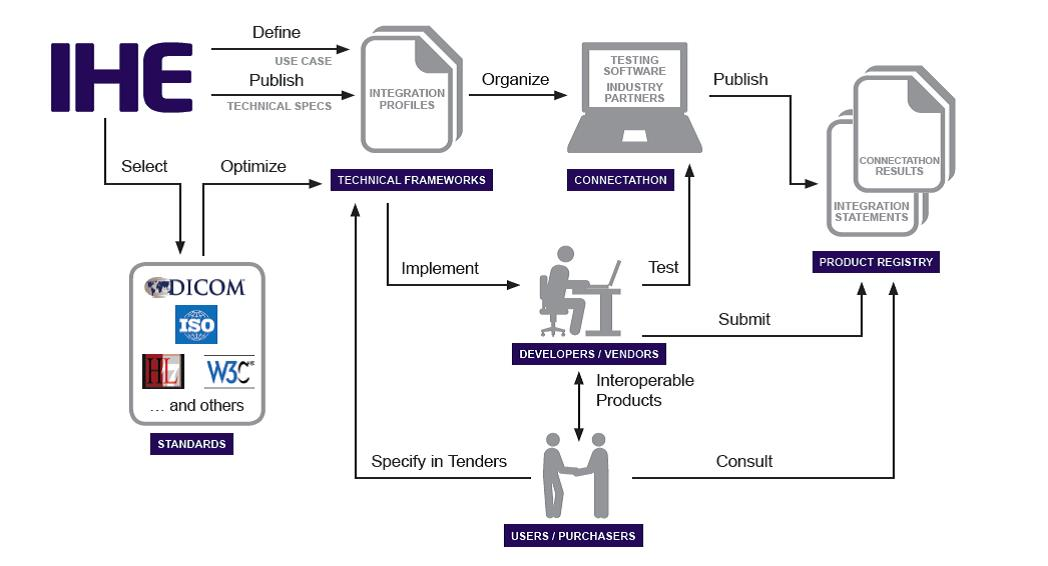 IHE
Define
USE CASE
Publish
TECHNICAL SPECS
INTEGRATION
PROFILES
TECHNICAL FRAMEWORKS
Organize
TESTING
SOFTWARE
INDUSTRY
PARTNERS
CONNECTATHON
Publish
CONNECTATHON
RESULTS
INTEGRATION
STATEMENTS
PRODUCT REGISTRY
Select
Optimize
DICOM
ISO
HL7
W3C
... and others
STANDARDS
Implement
Test
Submit
DEVELOPERS / VENDORS
Interoperable
Products
Specify in Tenders
Consult
USERS / PURCHASERS